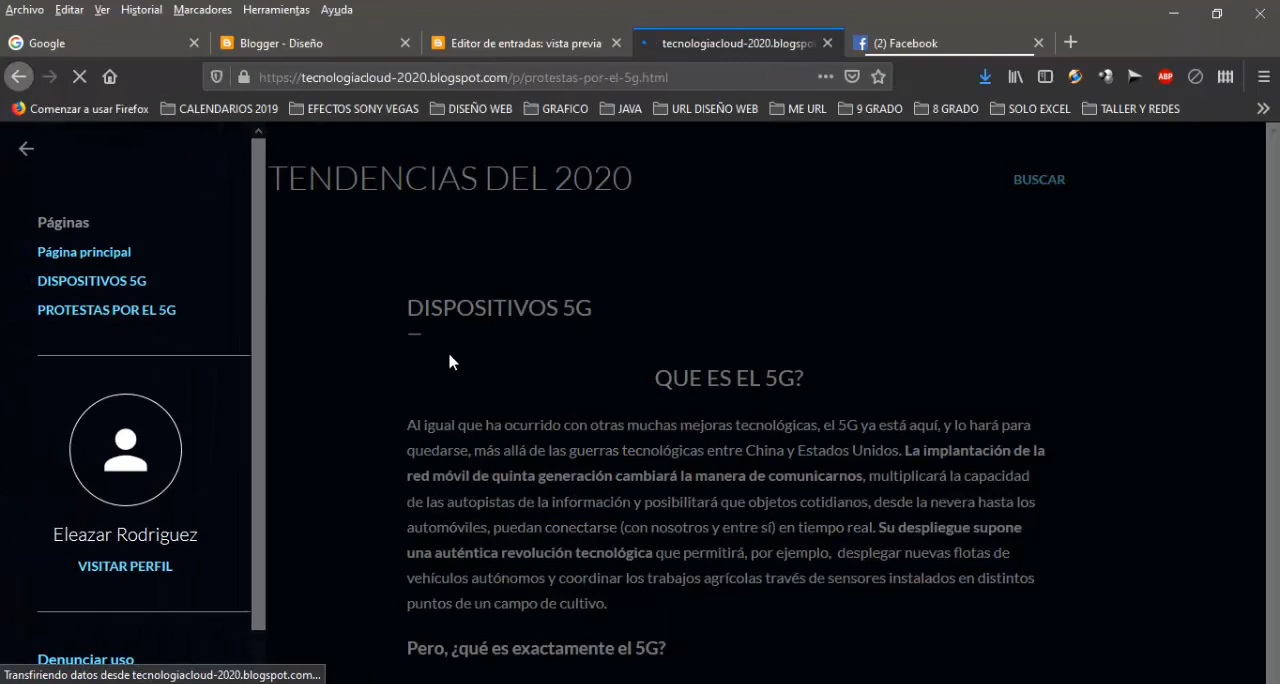 Archivo Editar Ver Historial Marcadores Herramientas Ayuda
Google
Blogger - Diseño
Editor de entradas: vista previa
tecnologiacloud-2020.blogspo
(2) Facebook
https://tecnologiacloud-2020.blogspot.com/p/protestas-por-el-5g.html
ABP
Comenzar a usar Firefox CALENDARIOS 2019 EFECTOS SONY VEGAS DISEÑO WEB GRAFICO JAVA URL DISEÑO WEB ME URL 9 GRADO 8 GRADO SOLO EXCEL TALLER Y REDES
TENDENCIAS DEL 2020
BUSCAR
Páginas
Página principal
DISPOSITIVOS 5G
PROTESTAS POR EL 5G
Eleazar Rodriguez
VISITAR PERFIL
Denunciar uso
DISPOSITIVOS 5G
QUE ES EL 5G?
Al igual que ha ocurrido con otras muchas mejoras tecnológicas, el 5G ya está aquí, y lo hará para
quedarse, más allá de las guerras tecnológicas entre China y Estados Unidos. La implantación de la
red móvil de quinta generación cambiará la manera de comunicarnos, multiplicará la capacidad
de las autopistas de la información y posibilitará que objetos cotidianos, desde la nevera hasta los
automóviles, puedan conectarse (con nosotros y entre sí) en tiempo real. Su despliegue supone
una auténtica revolución tecnológica que permitirá, por ejemplo, desplegar nuevas flotas de
vehículos autónomos y coordinar los trabajos agrícolas través de sensores instalados en distintos
puntos de un campo de cultivo.
Pero, ¿qué es exactamente el 5G?
Transfiriendo datos desde tecnologiacloud-2020.blogspot.com...